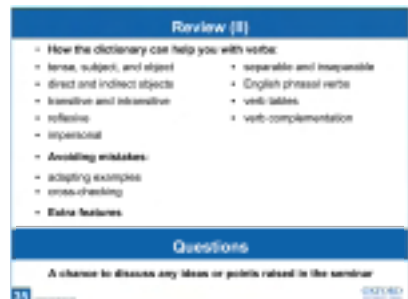 Review (II)
• How the dictionary can help you with verbs:
• tense, subject, and object
• direct and indirect objects
• transitive and intransitive
• reflexive
• impersonal
• separable and inseparable
• English phrasal verbs
• verb tables
• verb complementation
• Avoiding mistakes:
• adapting examples
• cross-checking
• Extra features
Questions
A chance to discuss any ideas or points raised in the seminar
35
OXFORD